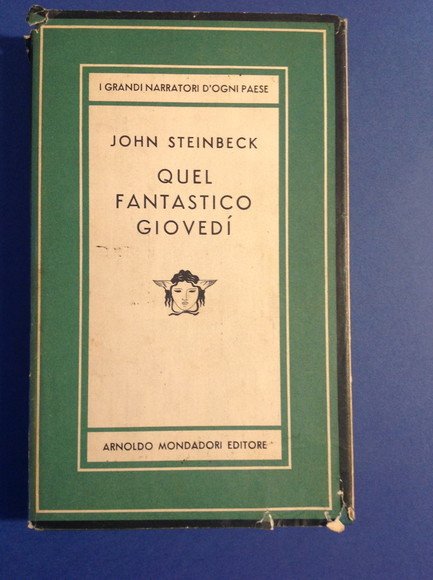 I GRANDI NARRATORI D'OGNI PAESE
JOHN STEINBECK
QUEL
FANTASTICO
GIOVEDÍ
ARNOLDO MONDADORI EDITORE